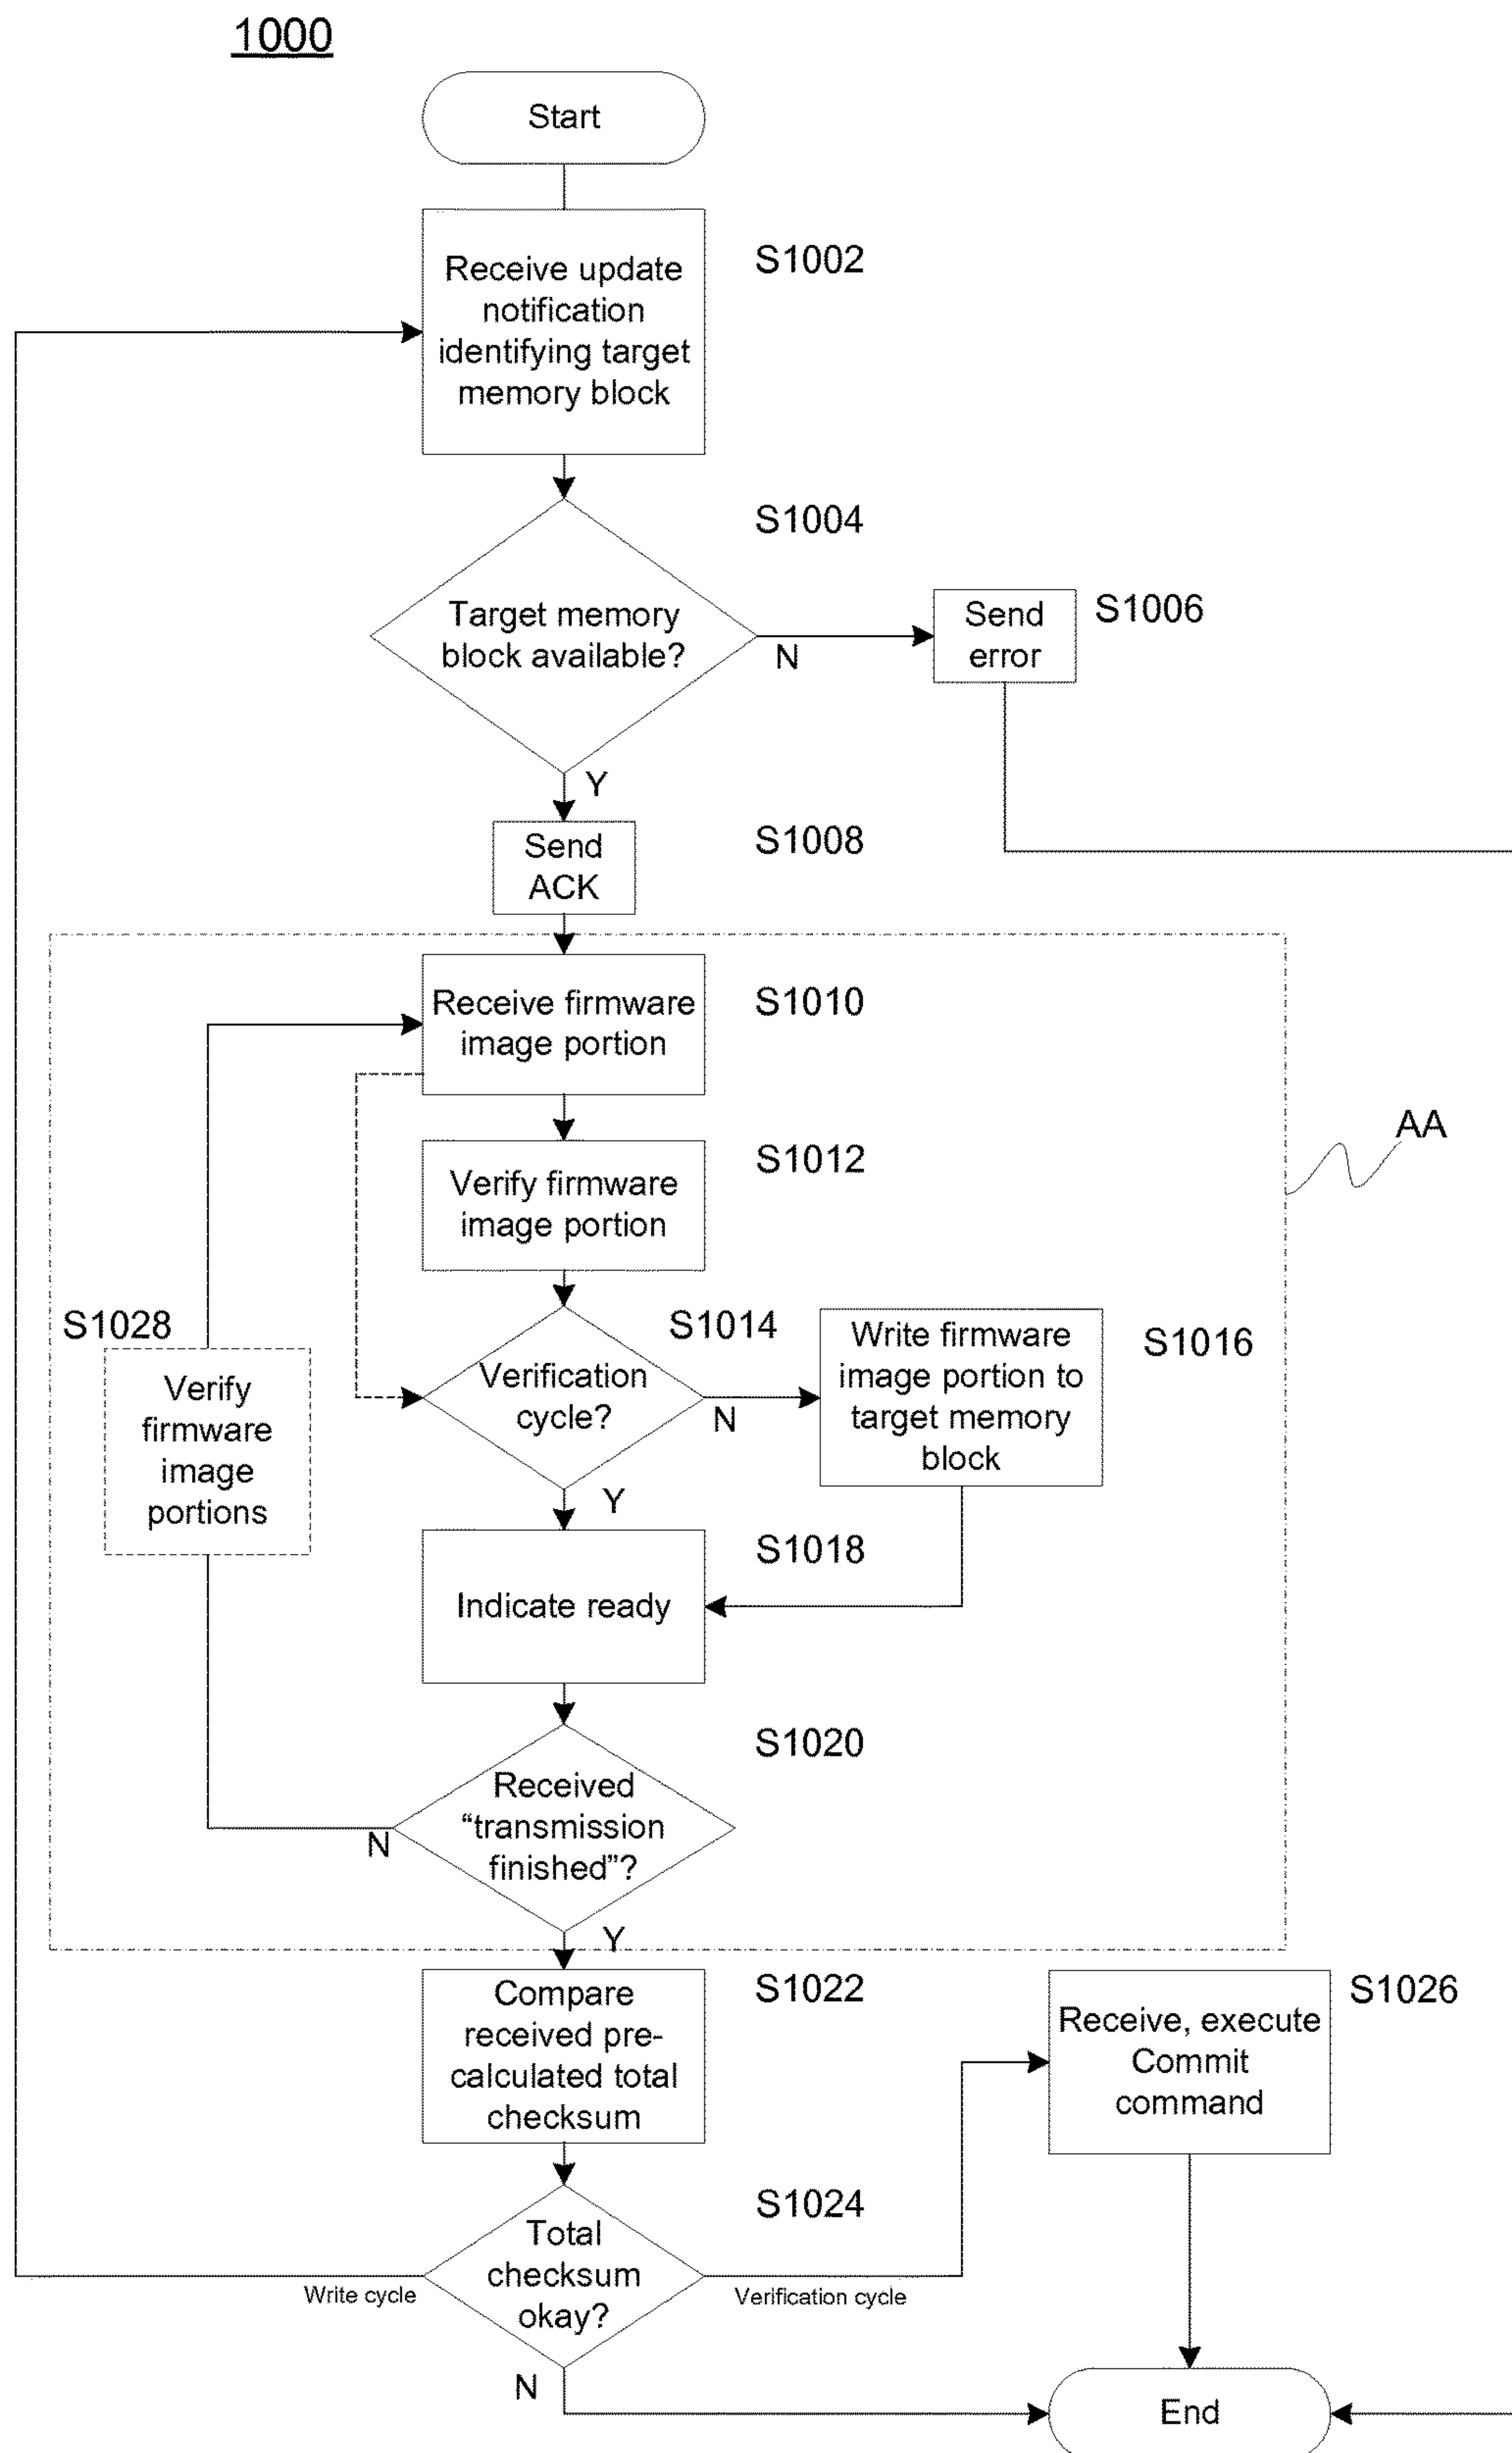 1000
Start
Receive update
notification
identifying target
memory block
S1002
S1004
Target memory
block available?
N
Send
error
S1006
Y
Send
ACK
S1008
Receive firmware
image portion
S1010
AA
Verify firmware
image portion
S1012
S1028
Verify
firmware
image
portions
Verification
cycle?
S1014
N
Write firmware
image portion to
target memory
block
S1016
Y
Indicate ready
S1018
S1020
Received
“transmission
finished”?
N
Y
Compare
received pre-
calculated total
checksum
S1022
Receive, execute
Commit
command
S1026
S1024
Total
checksum
okay?
Write cycle
Verification cycle
N
End